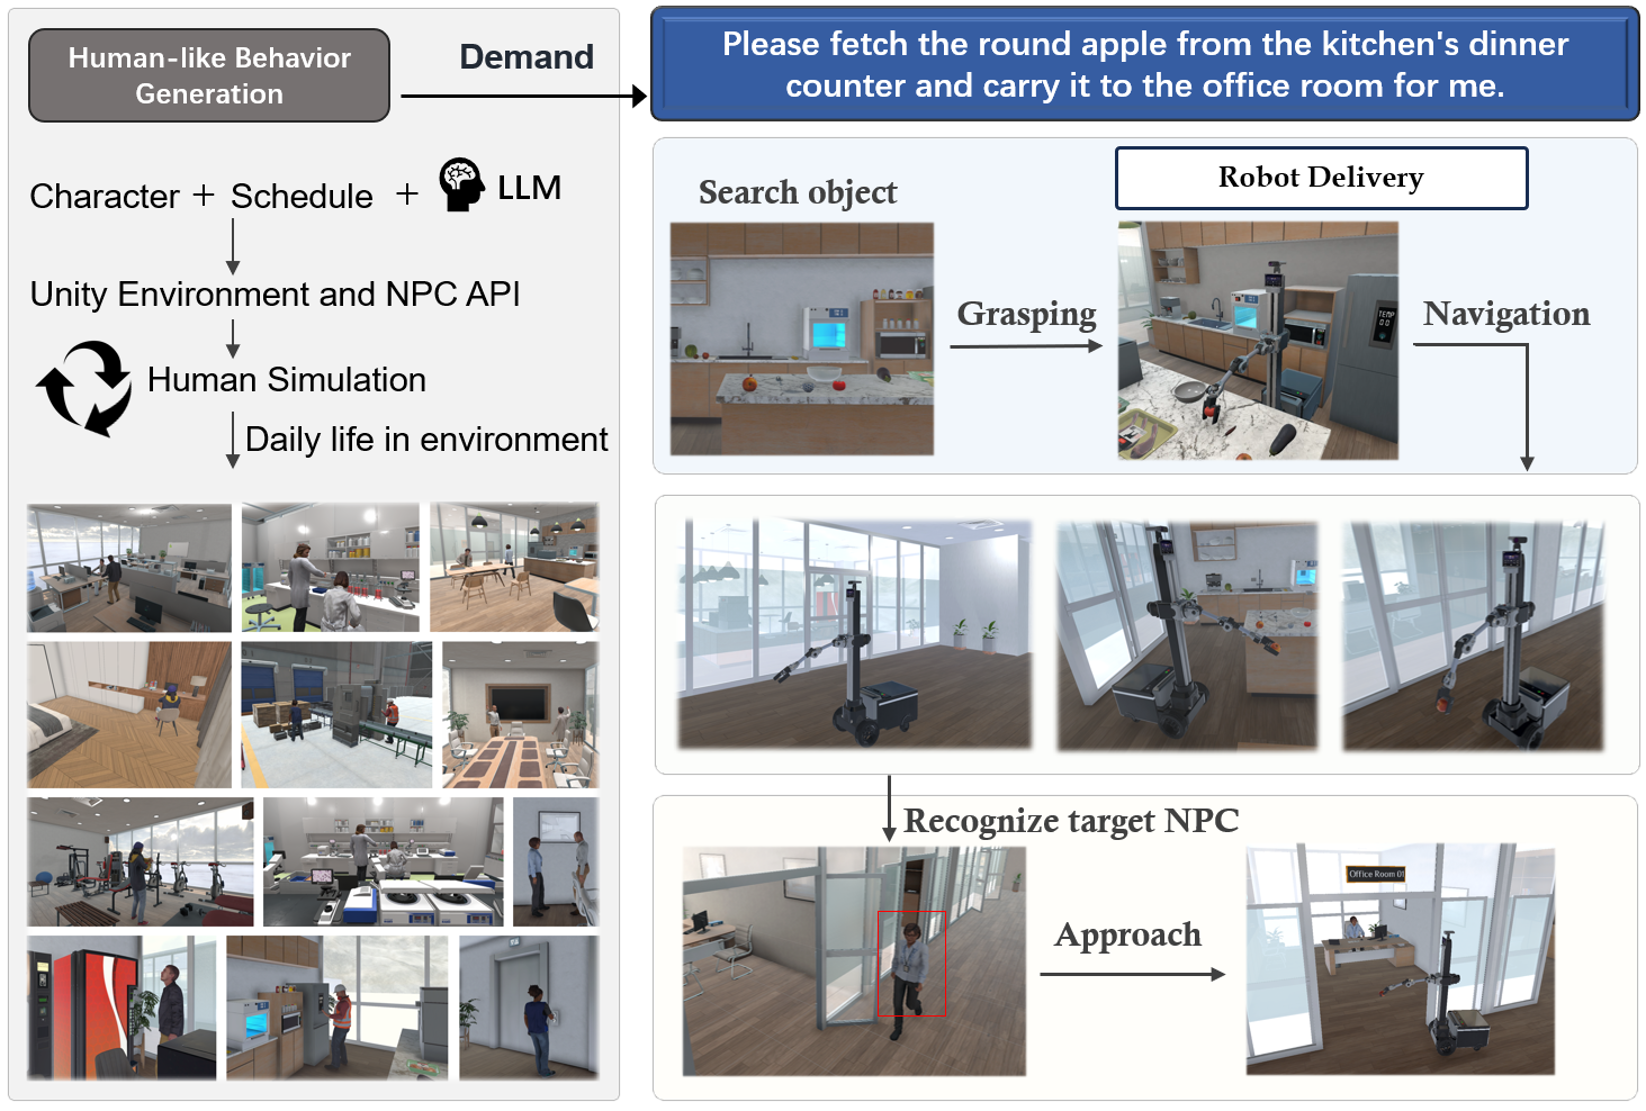 Human-like Behavior
Generation
Demand
Please fetch the round apple from the kitchen's dinner
counter and carry it to the office room for me.
Character + Schedule + LLM
Unity Environment and NPC API
Human Simulation
Daily life in environment
Search object
Robot Delivery
Grasping
TEMP
00
Navigation
Recognize target NPC
Approach
Office Room 01